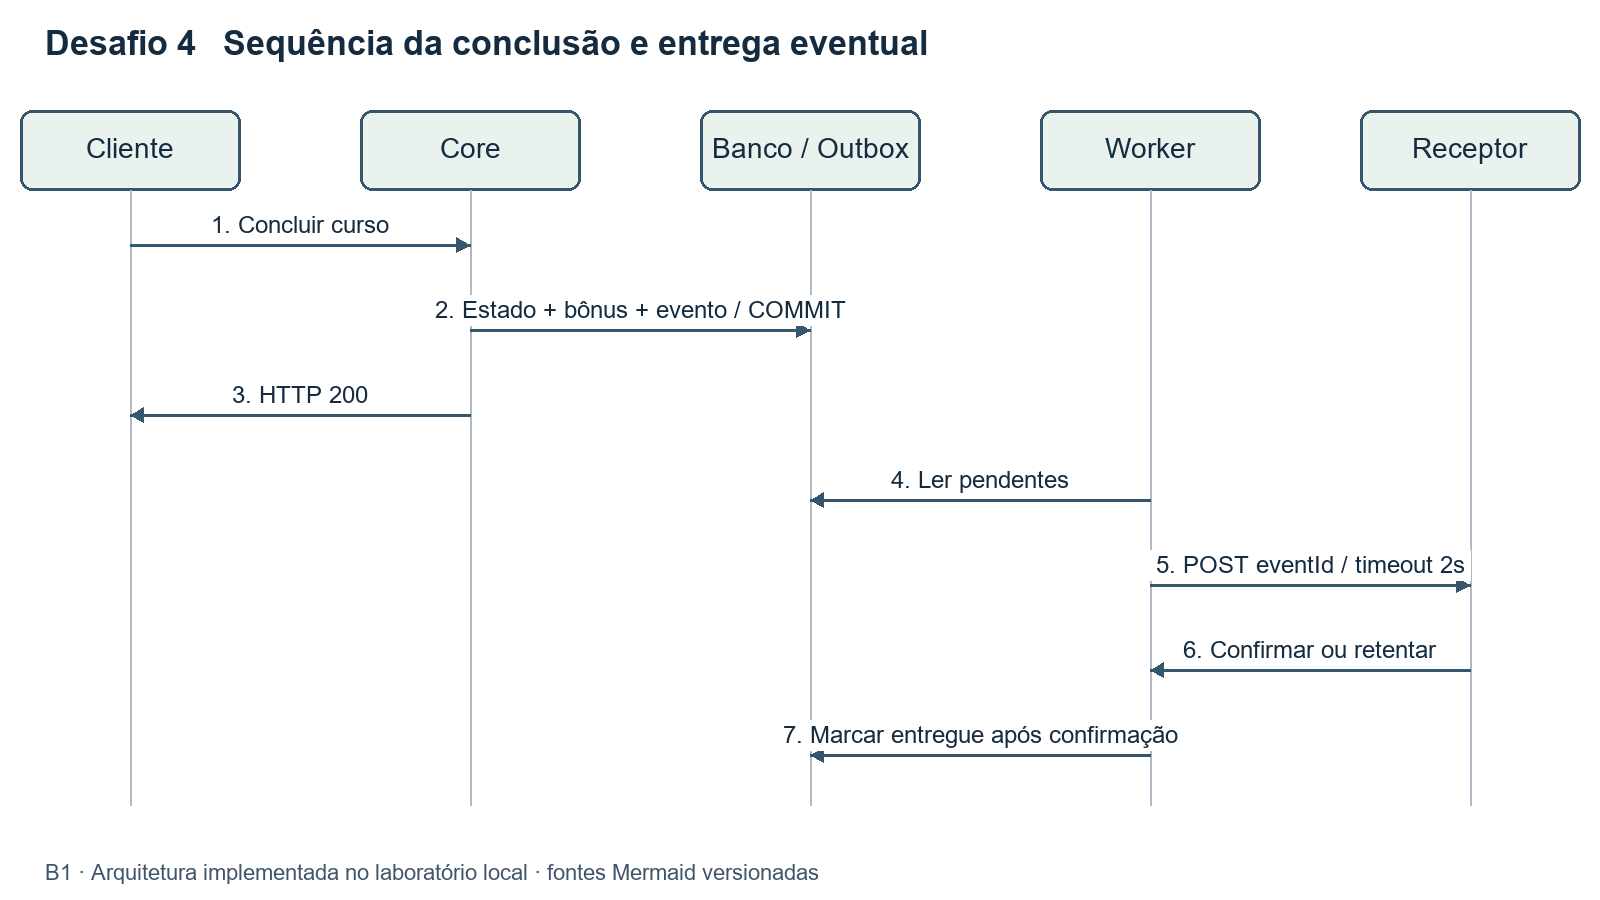 Desafio 4 Sequência da conclusão e entrega eventual
Cliente
Core
Banco / Outbox
Worker
Receptor
1. Concluir curso
2. Estado + bônus + evento / COMMIT
3. HTTP 200
4. Ler pendentes
5. POST eventId / timeout 2s
6. Confirmar ou retentar
7. Marcar entregue após confirmação
B1 · Arquitetura implementada no laboratório local · fontes Mermaid versionadas